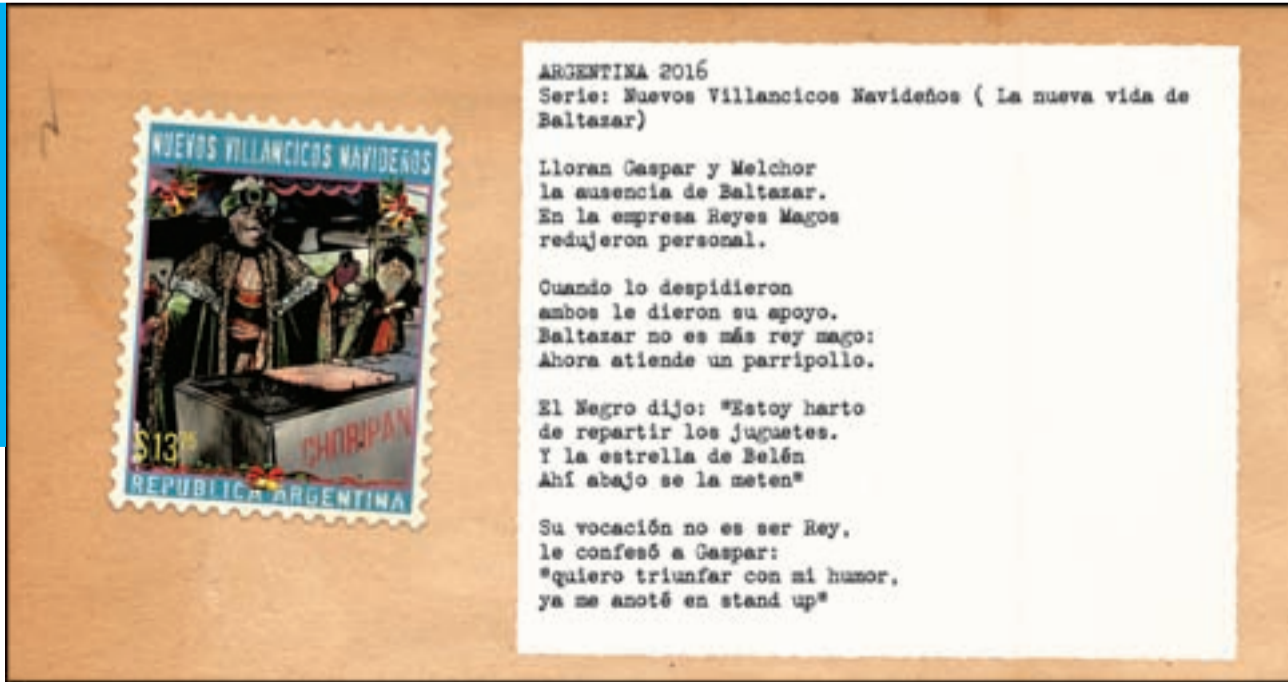 NUEVOS VILLANCICOS NAVIDEÑOS
CHORIPAN
$13
REPUBLICA ARGENTINA
ARGENTINA 2016
Serie: Nuevos Villancicos Navideños ( La nueva vida de
Baltazar)
Lloran Gaspar y Melchor
la ausencia de Baltazar.
En la empresa Reyes Magos
redujeron personal.
Cuando lo despidieron
ambos le dieron su apoyo.
Baltazar no es más rey mago:
Ahora atiende un parripollo.
El Negro dijo: "Estoy harto
de repartir los juguetes.
Y la estrella de Belén
Ahí abajo se la meten"
Su vocación no es ser Rey,
le confesó a Gaspar:
"quiero triunfar con mi humor,
ya me anoté en stand up"